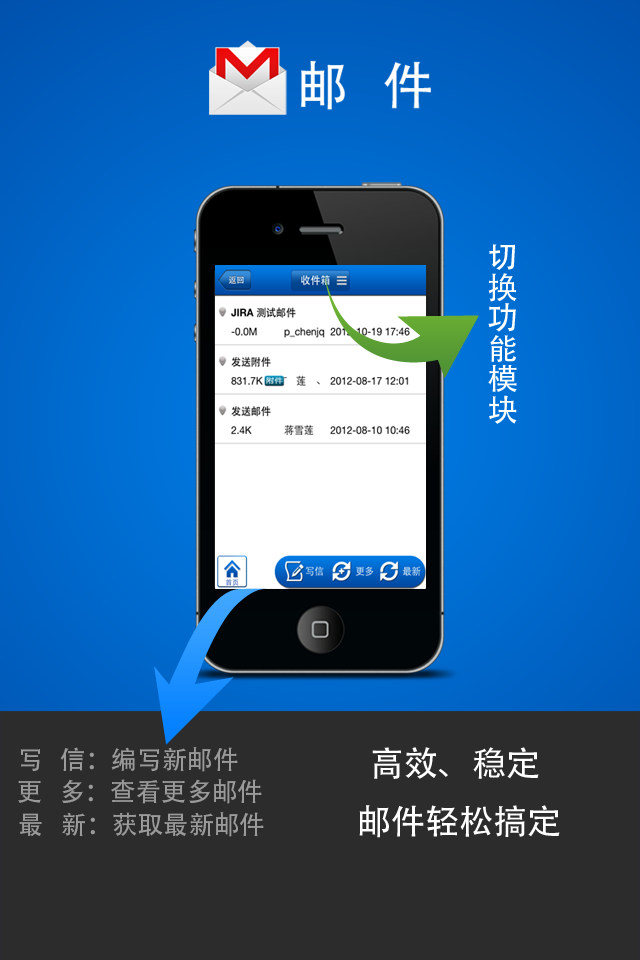 邮 件
返回
收件箱
JIRA 测试邮件
-0.0M p_chenjq 2012-10-19 17:46
发送附件
831.7K 附件 莲 、 2012-08-17 12:01
发送邮件
2.4K 蒋雪莲 2012-08-10 10:46
切换功能模块
首页
写信 更多 最新
写 信：编写新邮件
更 多：查看更多邮件
最 新：获取最新邮件
高效、稳定
邮件轻松搞定